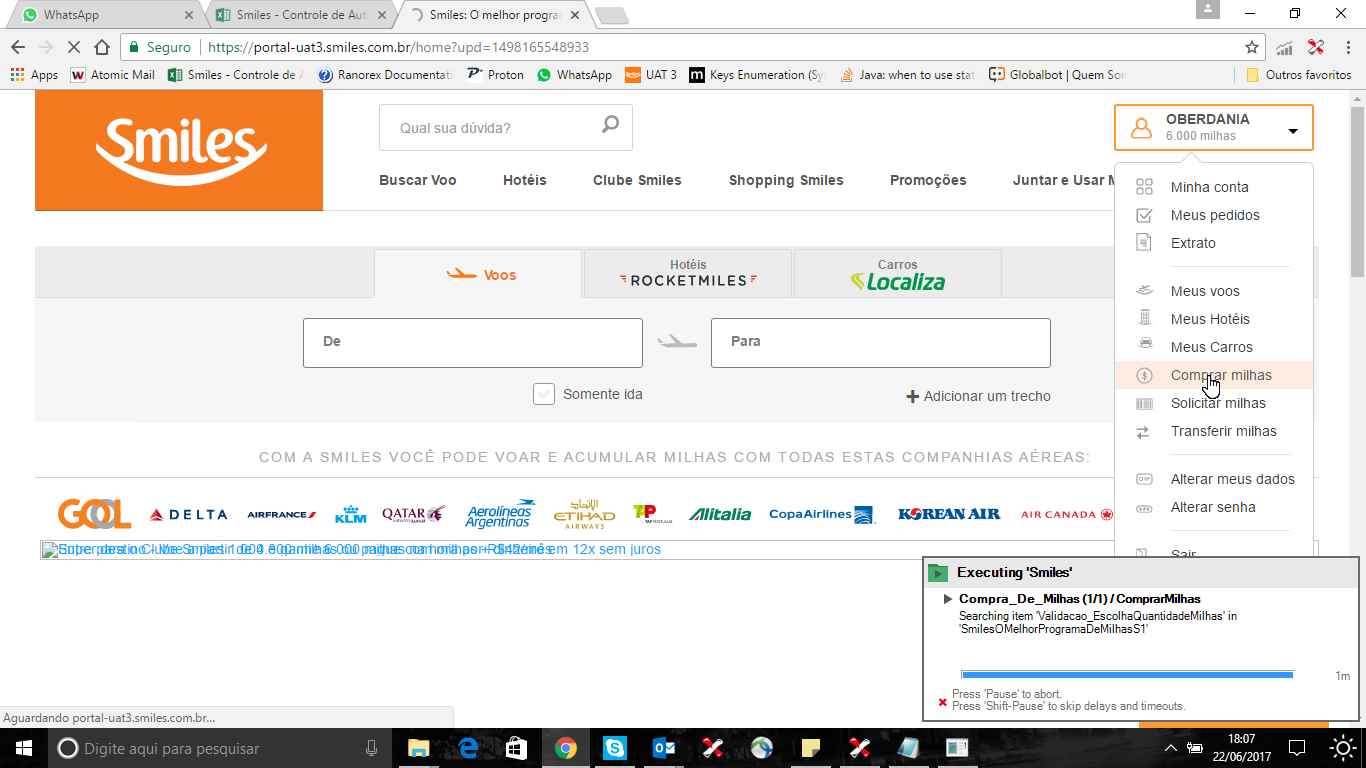 WhatsApp
Smiles - Controle de Aut
Smiles: O melhor progra
Seguro
https://portal-uat3.smiles.com.br/home?upd=1498165548933
Apps
Atomic Mail
Smiles - Controle de
Ranorex Documentat
Proton
WhatsApp
UAT 3
Keys Enumeration (Sy
Java: when to use stat
Globalbot | Quem So
Outros favoritos
Smiles
Qual sua dúvida?
OBERDANIA
6.000 milhas
Buscar Voo
Hotéis
Clube Smiles
Shopping Smiles
Promoções
Juntar e Usar M
Minha conta
Meus pedidos
Extrato
Meus voos
Meus Hotéis
Meus Carros
Comprar milhas
Solicitar milhas
Transferir milhas
Alterar meus dados
Alterar senha
Sair
Voos
Hotéis
ROCKETMILES
Carros
Localiza
De
Para
Somente ida
Adicionar um trecho
COM A SMILES VOCÊ PODE VOAR E ACUMULAR MILHAS COM TODAS ESTAS COMPANHIAS AÉREAS:
GOL
DELTA
AIRFRANCE
KLM
QATAR
Aerolíneas Argentinas
ETIHAD AIRWAYS
TAP
Alitalia
CopaAirlines
KOREAN AIR
AIR CANADA
em 12x sem juros
Executing 'Smiles'
Compra_De_Milhas (1/1) / ComprarMilhas
Searching item 'Validacao_EscolhaQuantidadeMilhas' in
'SmilesOMelhorProgramaDeMilhasS1'
1m
Press 'Pause' to abort.
Press 'Shift-Pause' to skip delays and timeouts.
Aguardando portal-uat3.smiles.com.br...
Digite aqui para pesquisar
18:07
22/06/2017